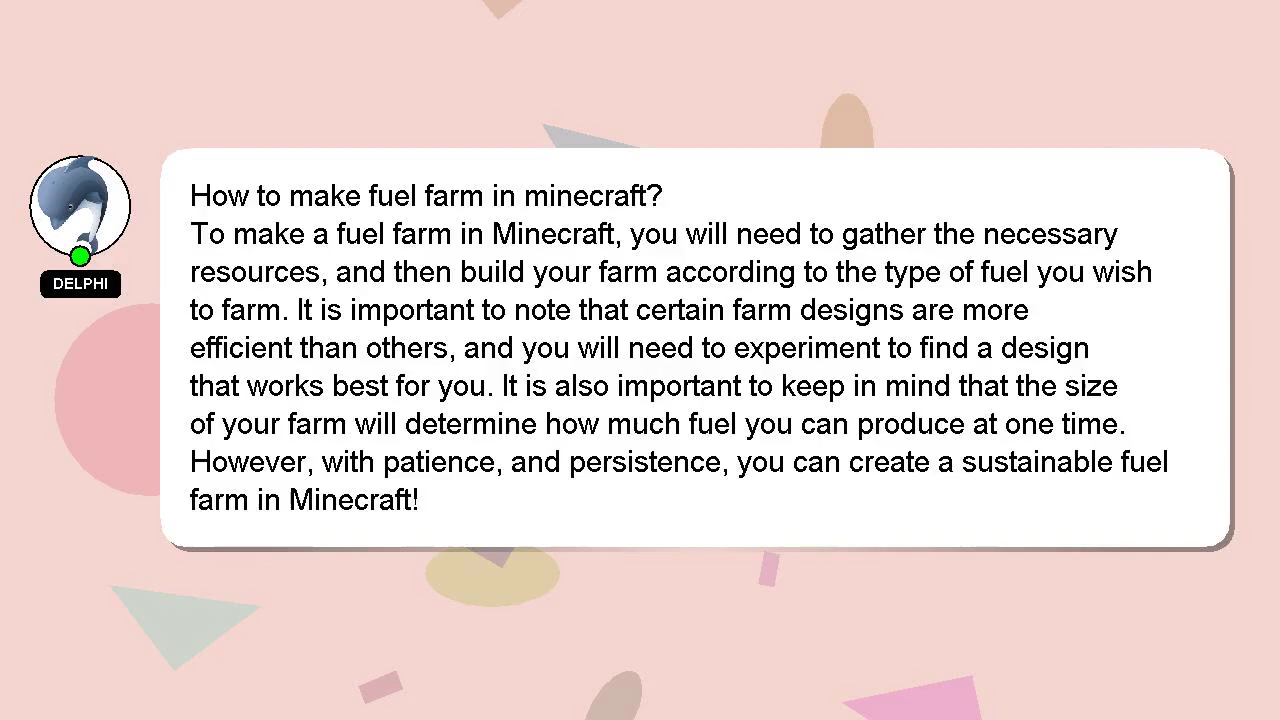 How to make fuel farm in minecraft?
To make a fuel farm in Minecraft, you will need to gather the necessary
resources, and then build your farm according to the type of fuel you wish
to farm. It is important to note that certain farm designs are more
efficient than others, and you will need to experiment to find a design
that works best for you. It is also important to keep in mind that the size
of your farm will determine how much fuel you can produce at one time.
However, with patience, and persistence, you can create a sustainable fuel
farm in Minecraft!
DELPHI